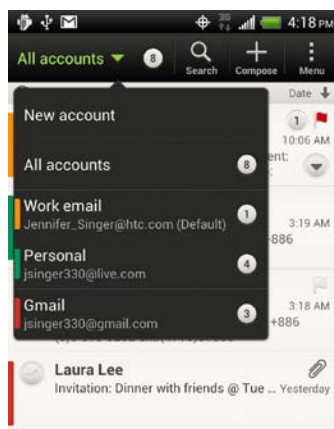 3G
4:18 PM
All accounts 8
Search Compose Menu
Date
New account
1
10:06 AM
All accounts 8
ent:
:
Work email
Jennifer_Singer@htc.com (Default) 1
3:19 AM
-886
Personal
jsinger330@live.com 4
Gmail
jsinger330@gmail.com 3
3:18 AM
+886
Laura Lee
Invitation: Dinner with friends @ Tue ... Yesterday